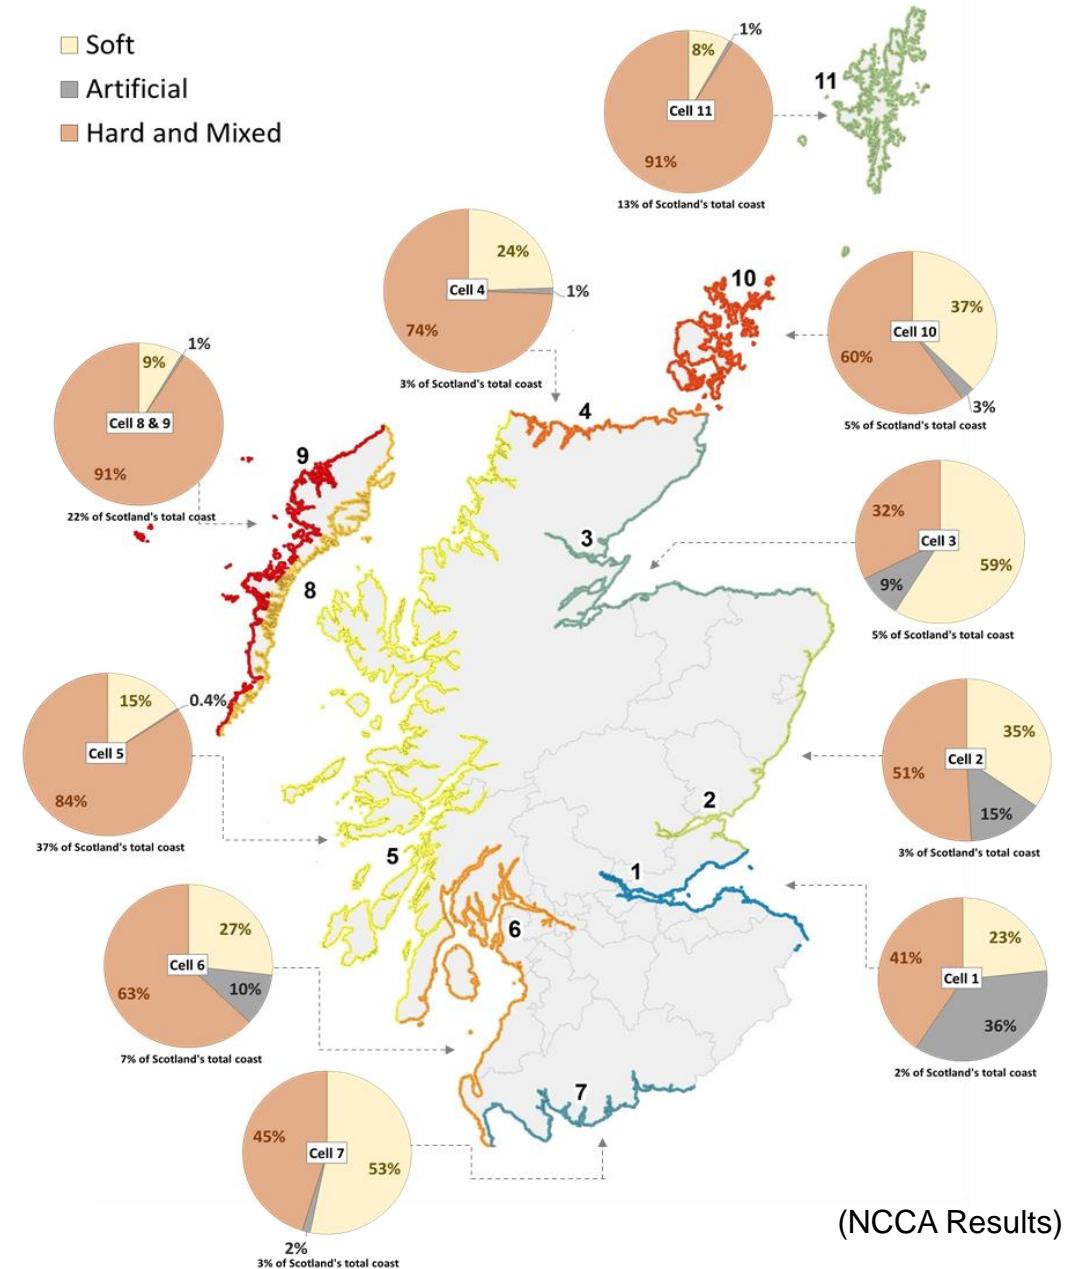 Soft
Artificial
Hard and Mixed
8%
1%
Cell 11
91%
13% of Scotland's total coast
11
24%
Cell 4
1%
74%
3% of Scotland's total coast
10
37%
Cell 10
60%
3%
5% of Scotland's total coast
9%
1%
Cell 8 & 9
91%
22% of Scotland's total coast
4
9
3
8
32%
Cell 3
59%
9%
5% of Scotland's total coast
15%
0.4%
Cell 5
84%
37% of Scotland's total coast
35%
Cell 2
51%
15%
3% of Scotland's total coast
2
5
1
6
27%
Cell 6
10%
63%
7% of Scotland's total coast
23%
41%
Cell 1
36%
2% of Scotland's total coast
7
45%
Cell 7
53%
2%
3% of Scotland's total coast
(NCCA Results)